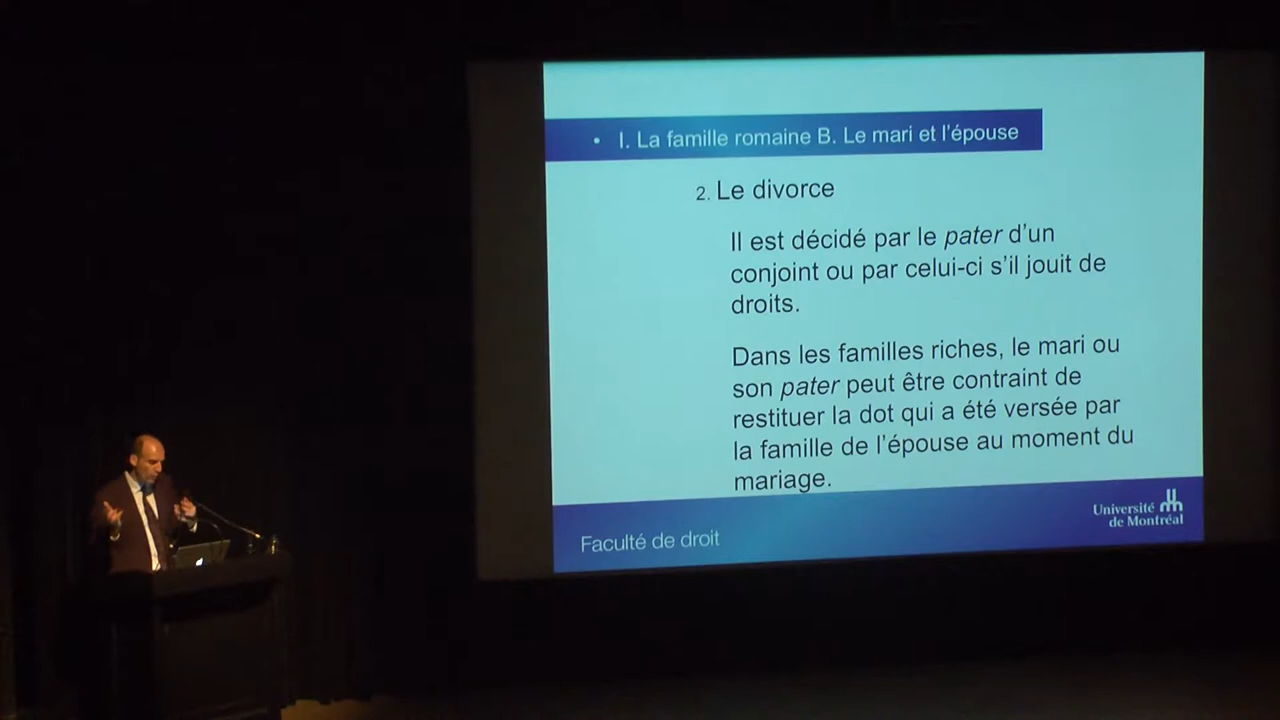 • I. La famille romaine B. Le mari et l'épouse
2. Le divorce
Il est décidé par le pater d'un
conjoint ou par celui-ci s'il jouit de
droits.
Dans les familles riches, le mari ou
son pater peut être contraint de
restituer la dot qui a été versée par
la famille de l'épouse au moment du
mariage.
Faculté de droit
Université
de Montréal